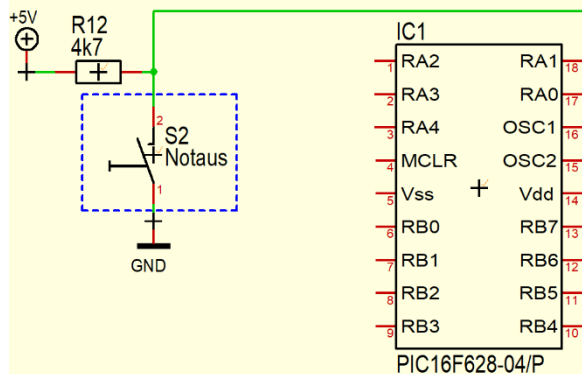 +5V
R12
4k7
2
S2
Notaus
1
GND
IC1
1 RA2 RA1 18
2 RA3 RA0 17
3 RA4 OSC1 16
4 MCLR OSC2 15
5 Vss Vdd 14
6 RB0 RB7 13
7 RB1 RB6 12
8 RB2 RB5 11
9 RB3 RB4 10
PIC16F628-04/P